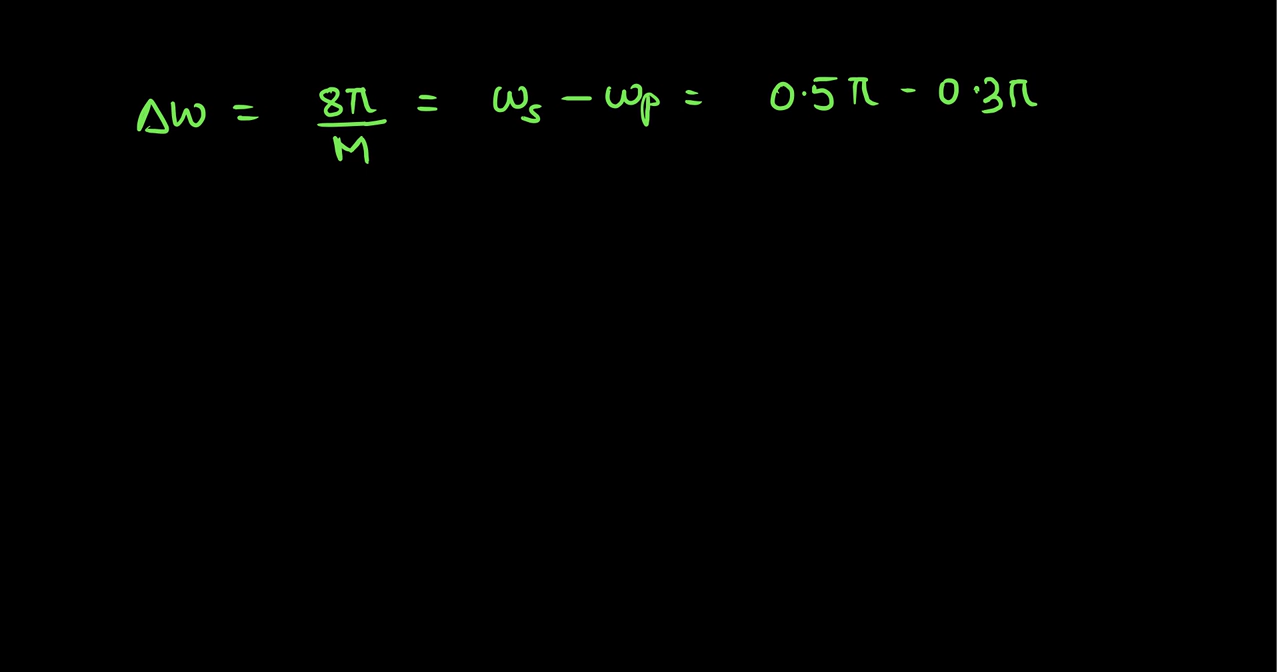 Δw = 8π/M = ωs − ωp = 0.5π - 0.3π